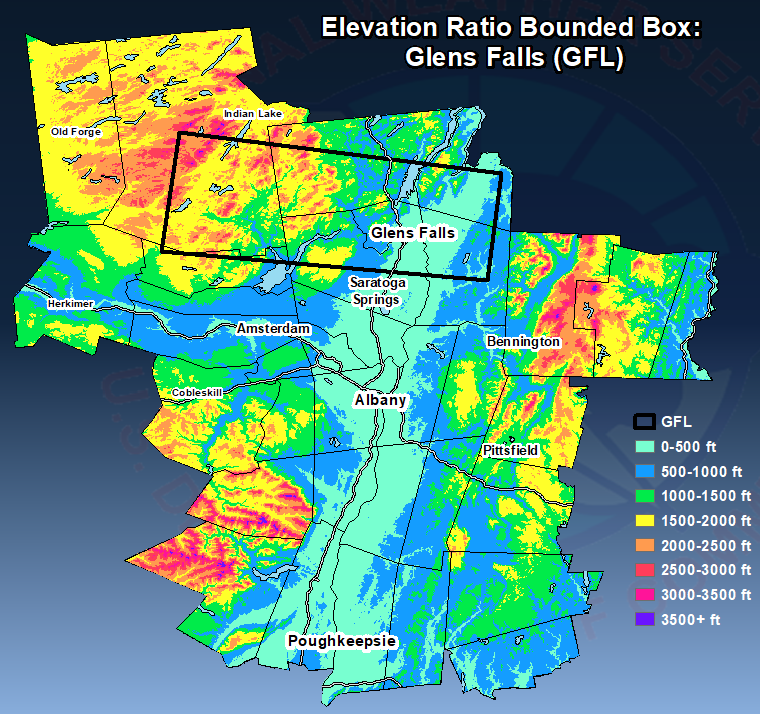 Elevation Ratio Bounded Box:
Glens Falls (GFL)
Indian Lake
Old Forge
Glens Falls
Saratoga
Springs
Herkimer
Amsterdam
Bennington
Cobleskill
Albany
Pittsfield
Poughkeepsie
GFL
0-500 ft
500-1000 ft
1000-1500 ft
1500-2000 ft
2000-2500 ft
2500-3000 ft
3000-3500 ft
3500+ ft